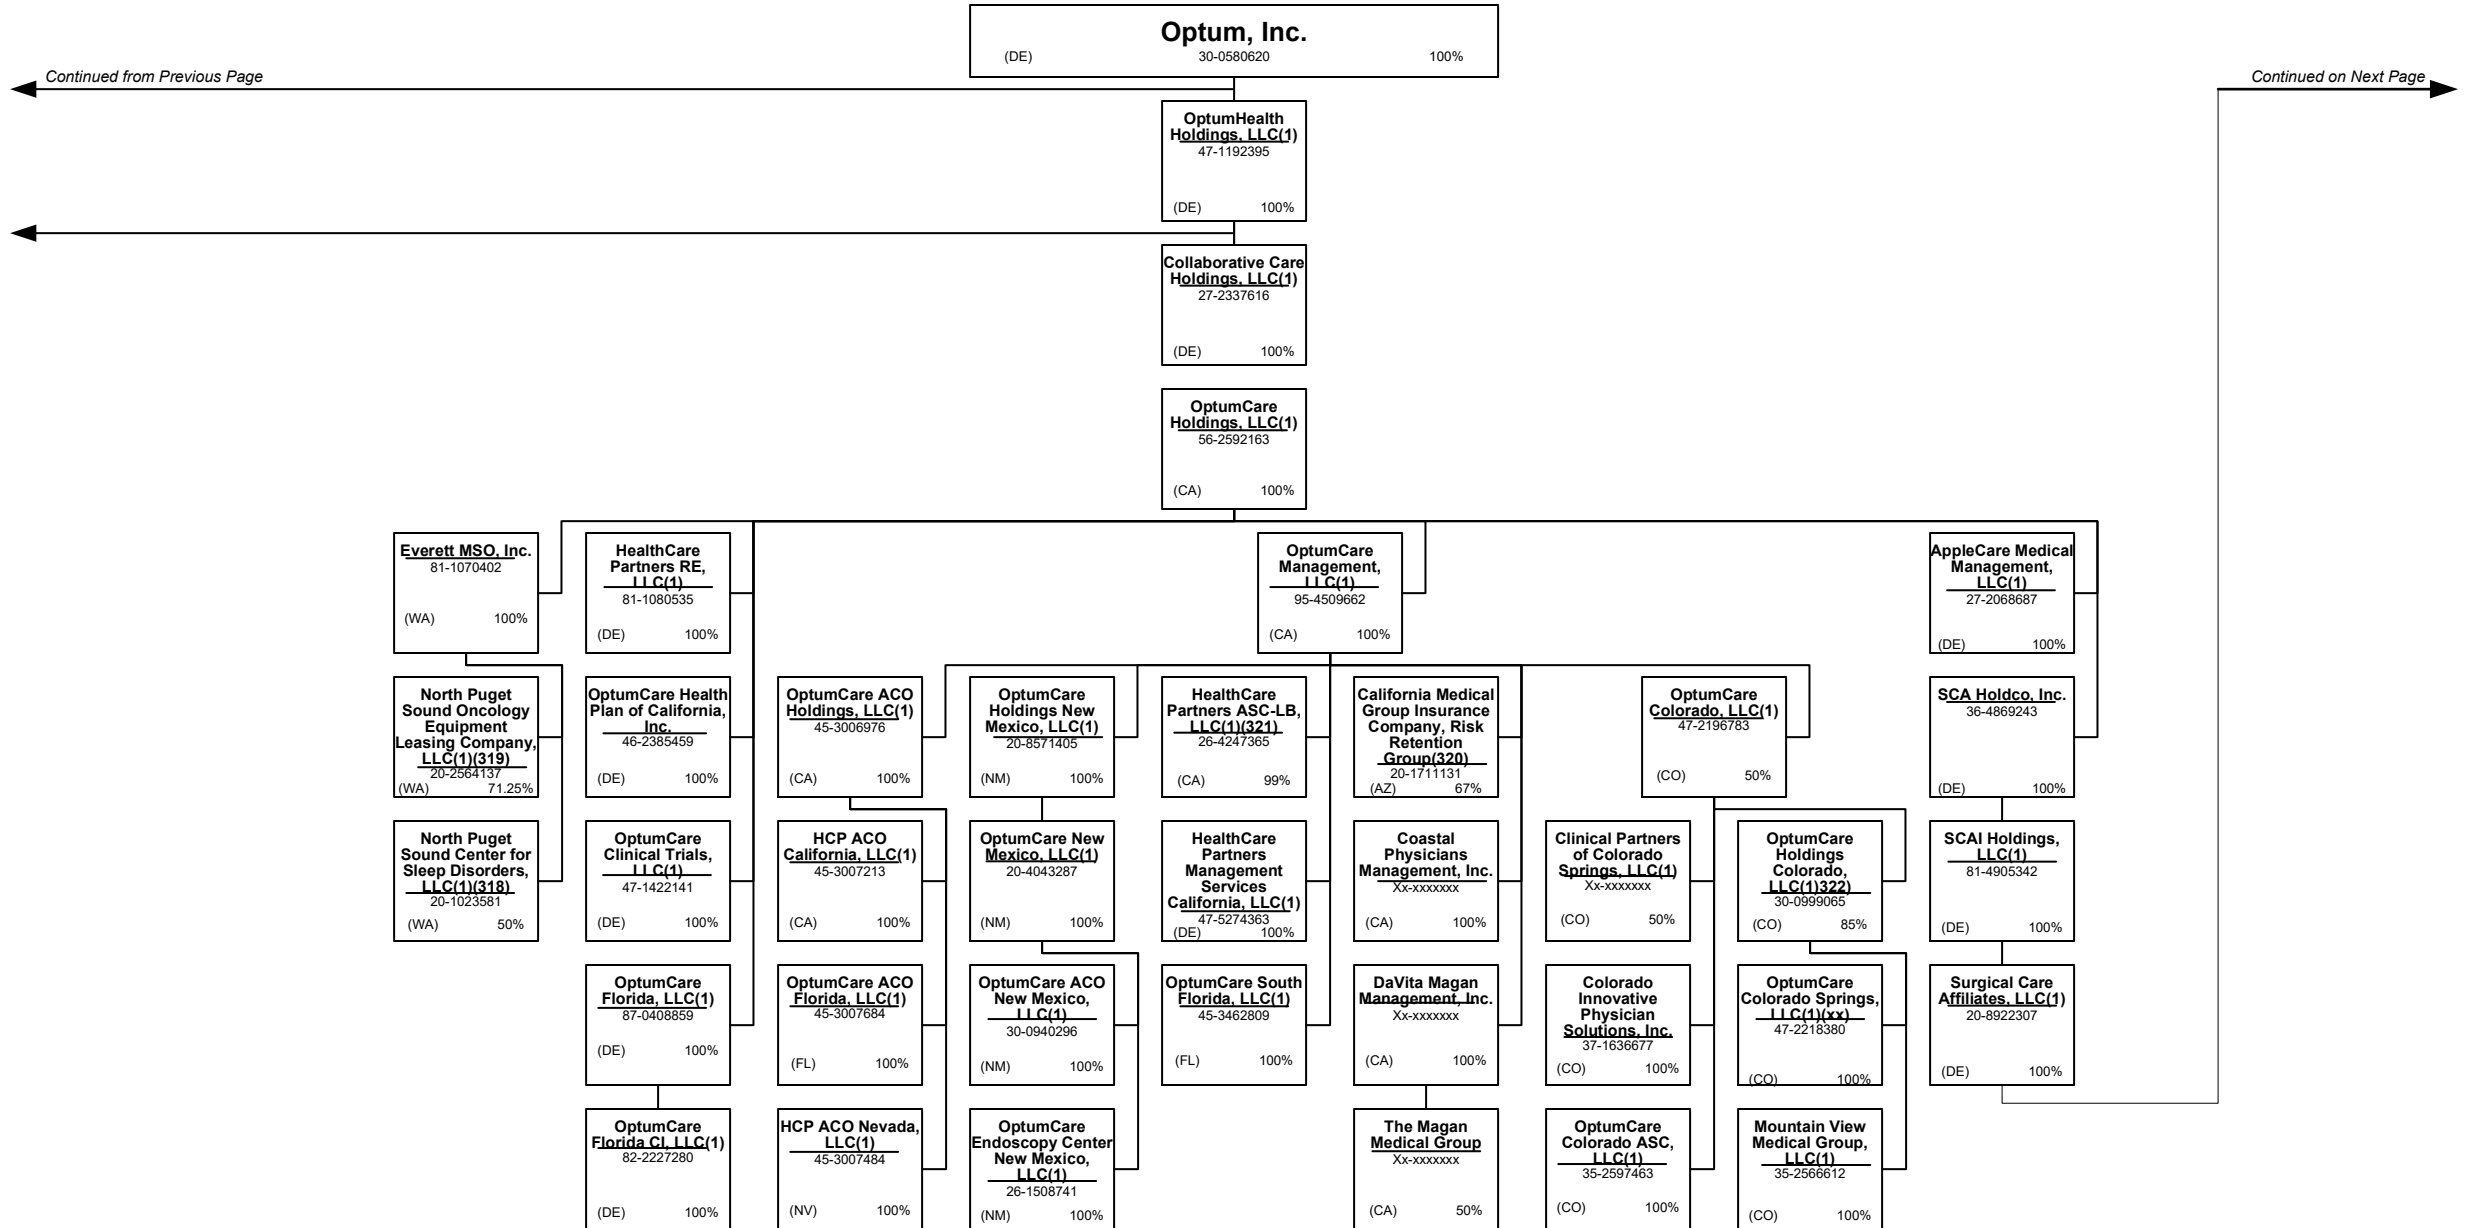 Optum, Inc.
(DE) 30-0580620 100%
Continued from Previous Page
Continued on Next Page
OptumHealth
Holdings, LLC(1)
47-1192395
(DE) 100%
Collaborative Care
Holdings, LLC(1)
27-2337616
(DE) 100%
OptumCare
Holdings, LLC(1)
56-2592163
(CA) 100%
Everett MSO, Inc.
81-1070402
(WA) 100%
HealthCare
Partners RE,
LLC(1)
81-1080535
(DE) 100%
OptumCare
Management,
LLC(1)
95-4509662
(CA) 100%
AppleCare Medical
Management,
LLC(1)
27-2068687
(DE) 100%
North Puget
Sound Oncology
Equipment
Leasing Company,
LLC(1)(319)
20-2564137
(WA) 71.25%
OptumCare Health
Plan of California,
Inc.
46-2385459
(DE) 100%
OptumCare ACO
Holdings, LLC(1)
45-3006976
(CA) 100%
OptumCare
Holdings New
Mexico, LLC(1)
20-8571405
(NM) 100%
HealthCare
Partners ASC-LB,
LLC(1)(321)
26-4247365
(CA) 99%
California Medical
Group Insurance
Company, Risk
Retention
Group(320)
20-1711131
(AZ) 67%
OptumCare
Colorado, LLC(1)
47-2196783
(CO) 50%
SCA Holdco, Inc.
36-4869243
(DE) 100%
North Puget
Sound Center for
Sleep Disorders,
LLC(1)(318)
20-1023581
(WA) 50%
OptumCare
Clinical Trials,
LLC(1)
47-1422141
(DE) 100%
HCP ACO
California, LLC(1)
45-3007213
(CA) 100%
OptumCare New
Mexico, LLC(1)
20-4043287
(NM) 100%
HealthCare
Partners
Management
Services
California, LLC(1)
47-5274363
(DE) 100%
Coastal
Physicians
Management, Inc.
Xx-xxxxxxx
(CA) 100%
Clinical Partners
of Colorado
Springs, LLC(1)
Xx-xxxxxxx
(CO) 50%
OptumCare
Holdings
Colorado,
LLC(1)322)
30-0999065
(CO) 85%
SCAI Holdings,
LLC(1)
81-4905342
(DE) 100%
OptumCare
Florida, LLC(1)
87-0408859
(DE) 100%
OptumCare ACO
Florida, LLC(1)
45-3007684
(FL) 100%
OptumCare ACO
New Mexico,
LLC(1)
30-0940296
(NM) 100%
OptumCare South
Florida, LLC(1)
45-3462809
(FL) 100%
DaVita Magan
Management, Inc.
Xx-xxxxxxx
(CA) 100%
Colorado
Innovative
Physician
Solutions, Inc.
37-1636677
(CO) 100%
OptumCare
Colorado Springs,
LLC(1)(xx)
47-2218380
(CO) 100%
Surgical Care
Affiliates, LLC(1)
20-8922307
(DE) 100%
OptumCare
Florida CI, LLC(1)
82-2227280
(DE) 100%
HCP ACO Nevada,
LLC(1)
45-3007484
(NV) 100%
OptumCare
Endoscopy Center
New Mexico,
LLC(1)
26-1508741
(NM) 100%
The Magan
Medical Group
Xx-xxxxxxx
(CA) 50%
OptumCare
Colorado ASC,
LLC(1)
35-2597463
(CO) 100%
Mountain View
Medical Group,
LLC(1)
35-2566612
(CO) 100%